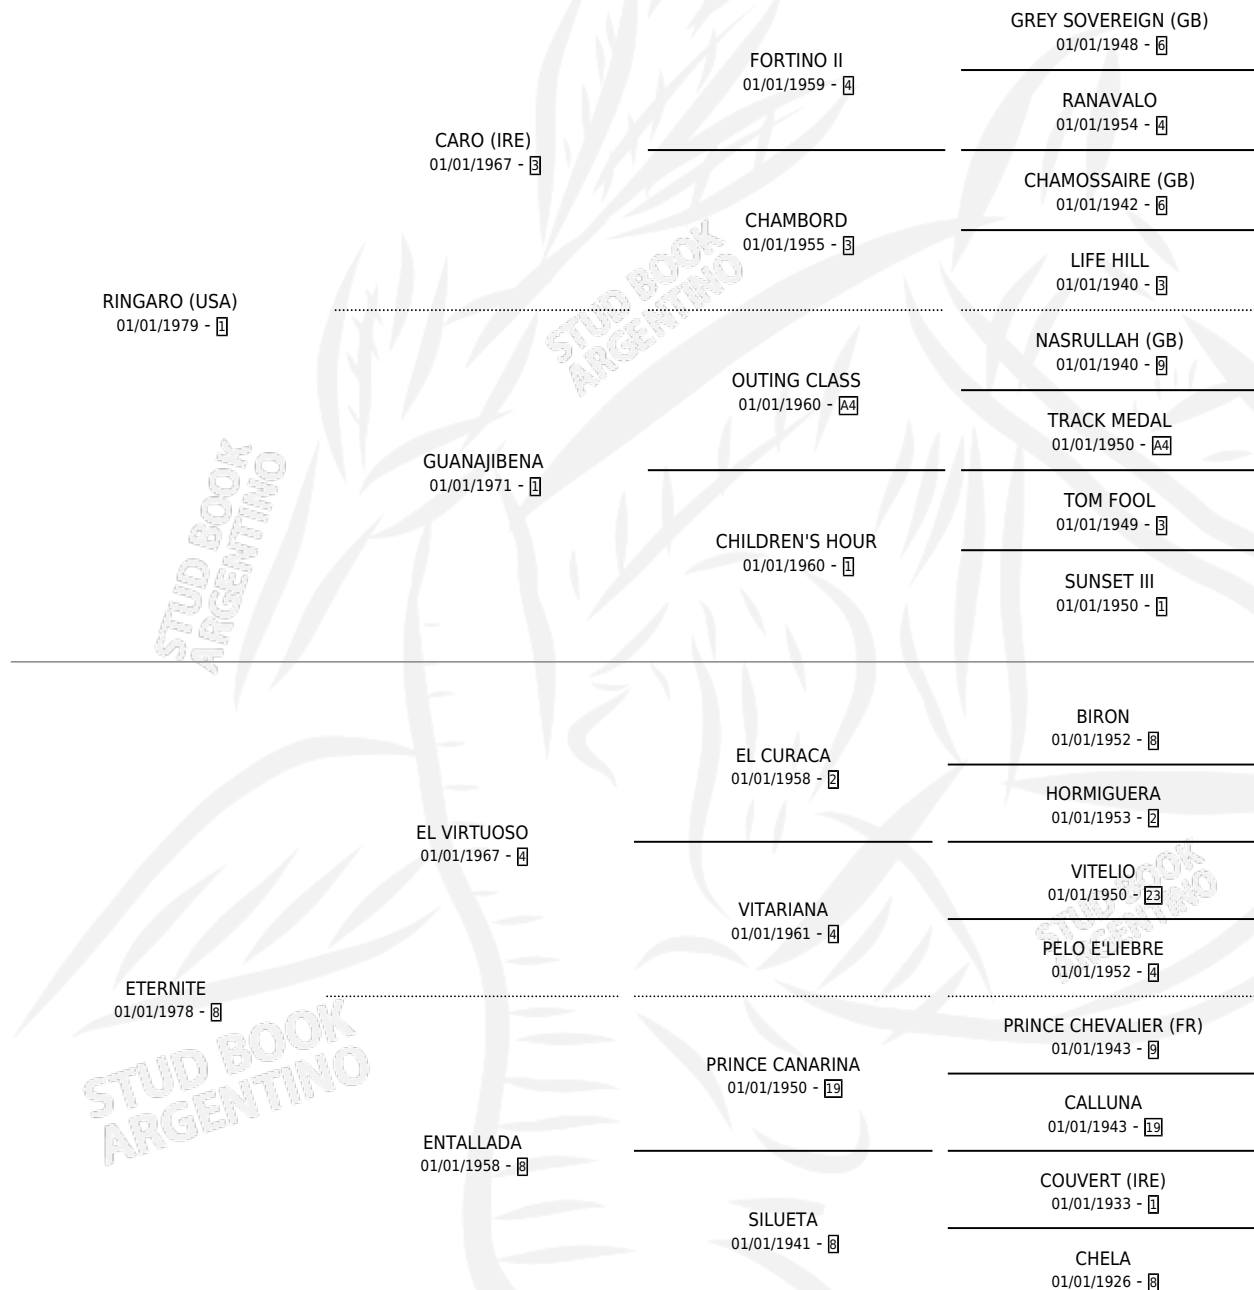 GREY SOVEREIGN (GB)
01/01/1948 - 6
FORTINO II
01/01/1959 - 4
RANAVALO
01/01/1954 - 4
CARO (IRE)
01/01/1967 - 3
CHAMOSSAIRE (GB)
01/01/1942 - 6
CHAMBORD
01/01/1955 - 3
LIFE HILL
01/01/1940 - 3
RINGARO (USA)
01/01/1979 - 1
STUD BOOK
ARGENTINO
NASRULLAH (GB)
01/01/1940 - 9
OUTING CLASS
01/01/1960 - A4
TRACK MEDAL
01/01/1950 - A4
GUANAJIBENA
01/01/1971 - 1
TOM FOOL
01/01/1949 - 3
CHILDREN'S HOUR
01/01/1960 - 1
SUNSET III
01/01/1950 - 1
STUD BOOK
ARGENTINO
BIRON
01/01/1952 - 8
EL CURACA
01/01/1958 - 2
HORMIGUERA
01/01/1953 - 2
EL VIRTUOSO
01/01/1967 - 4
VITELIO
01/01/1950 - 23
VITARIANA
01/01/1961 - 4
STUD BOOK
ARGENTINO
PELO E'LIEBRE
01/01/1952 - 4
ETERNITE
01/01/1978 - 8
PRINCE CHEVALIER (FR)
01/01/1943 - 9
PRINCE CANARINA
01/01/1950 - 19
STUD BOOK
ARGENTINO
CALLUNA
01/01/1943 - 19
ENTALLADA
01/01/1958 - 8
COUVERT (IRE)
01/01/1933 - 1
SILUETA
01/01/1941 - 8
CHELA
01/01/1926 - 8